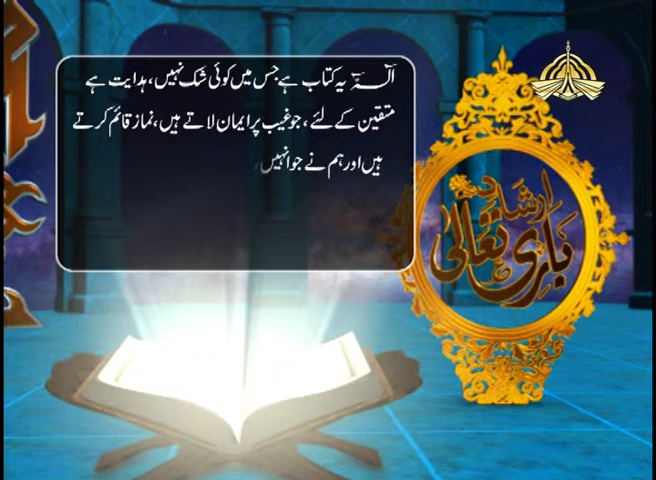 الٓـمّٓ یہ کتاب ہے جس میں کوئی شک نہیں، ہدایت ہے
متقین کے لئے، جو غیب پر ایمان لاتے ہیں، نماز قائم کرتے
ہیں اور ہم نے جو انہیں
ارشاد
باری تعالیٰ